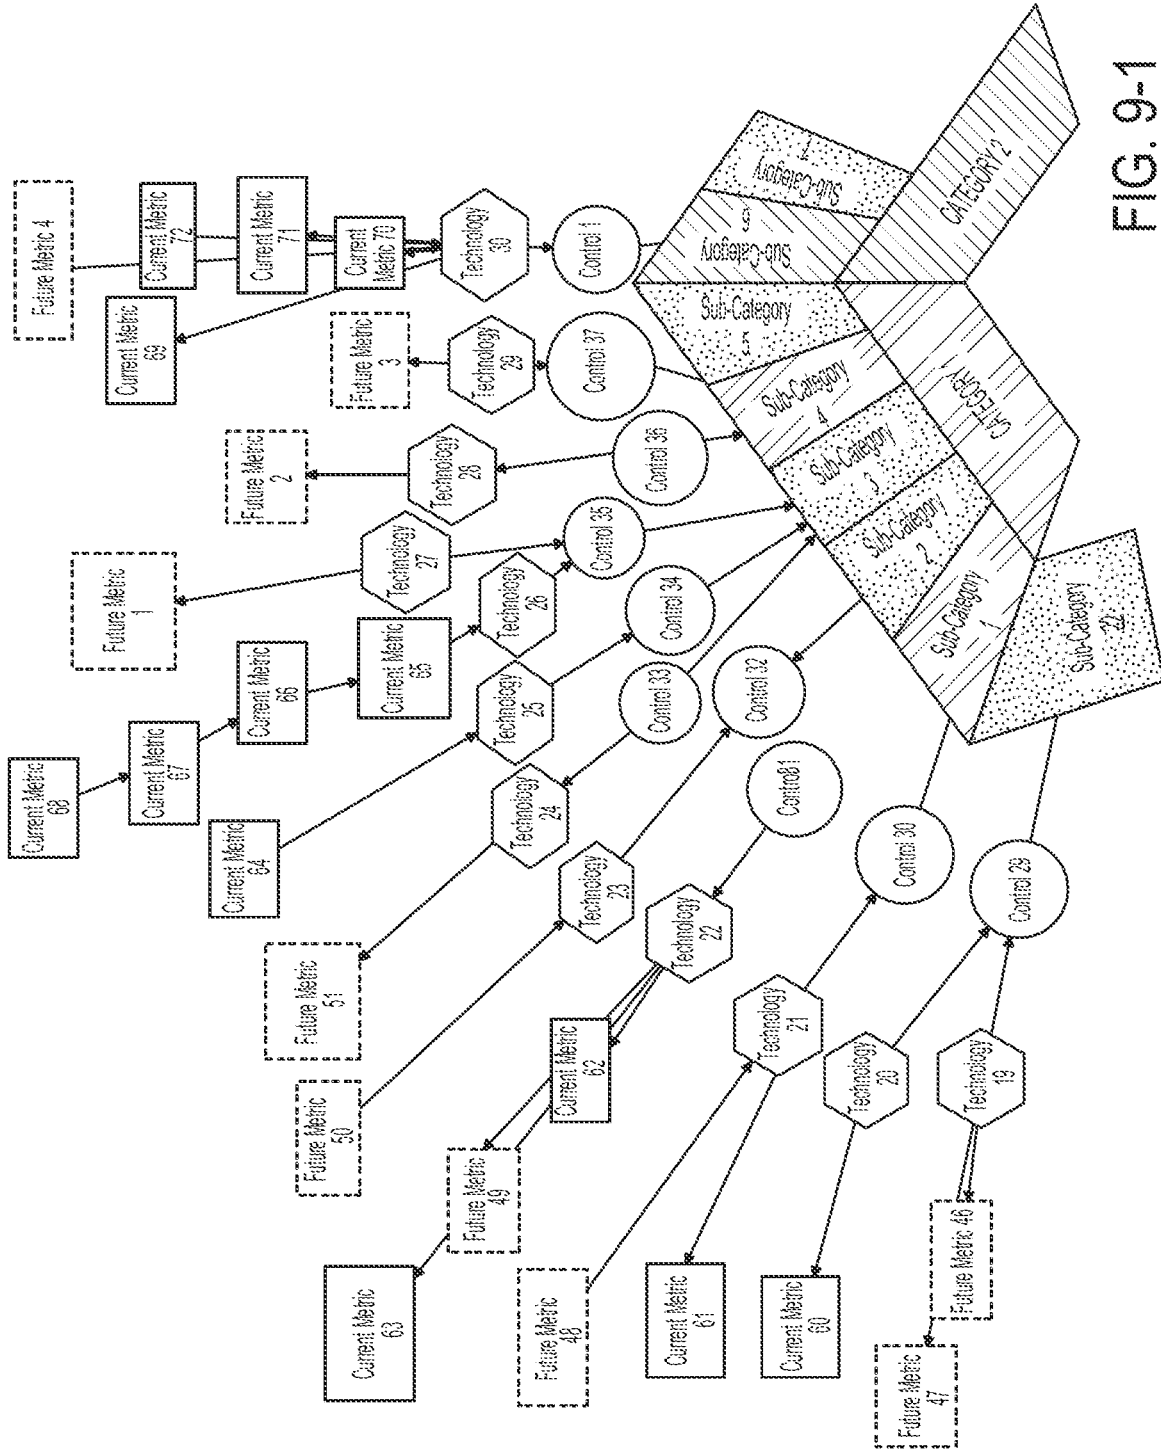 Future Metric 4
Current Metric
72
Current Metric
71
Current
Metric 70
Current Metric
69
Technology
30
Control 1
Future Metric
3
Technology
29
Control 37
Future Metric
2
Technology
28
Control 36
Future Metric
1
Technology
27
Control 35
Current Metric
68
Current Metric
67
Current Metric
66
Current Metric
65
Technology
26
Current Metric
64
Technology
25
Control 34
Future Metric
51
Technology
24
Control 33
Future Metric
50
Technology
23
Control 32
Current Metric
63
Future Metric
49
Current Metric
62
Technology
22
Contro81
Future Metric
48
Current Metric
61
Technology
21
Control 30
Current Metric
60
Technology
20
Future Metric
47
Future Metric 46
Technology
19
Control 29
Sub-Category
7
Sub-Category
6
Sub-Category
5
Sub-Category
4
Sub-Category
3
Sub-Category
2
Sub-Category
1
Sub-Category
22
CATEGORY 1
CATEGORY 2
FIG. 9-1